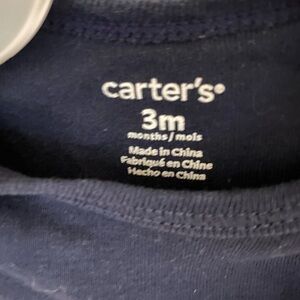 carter's®
3m
months/mois
Made in China
Fabriqué en Chine
Hecho en China